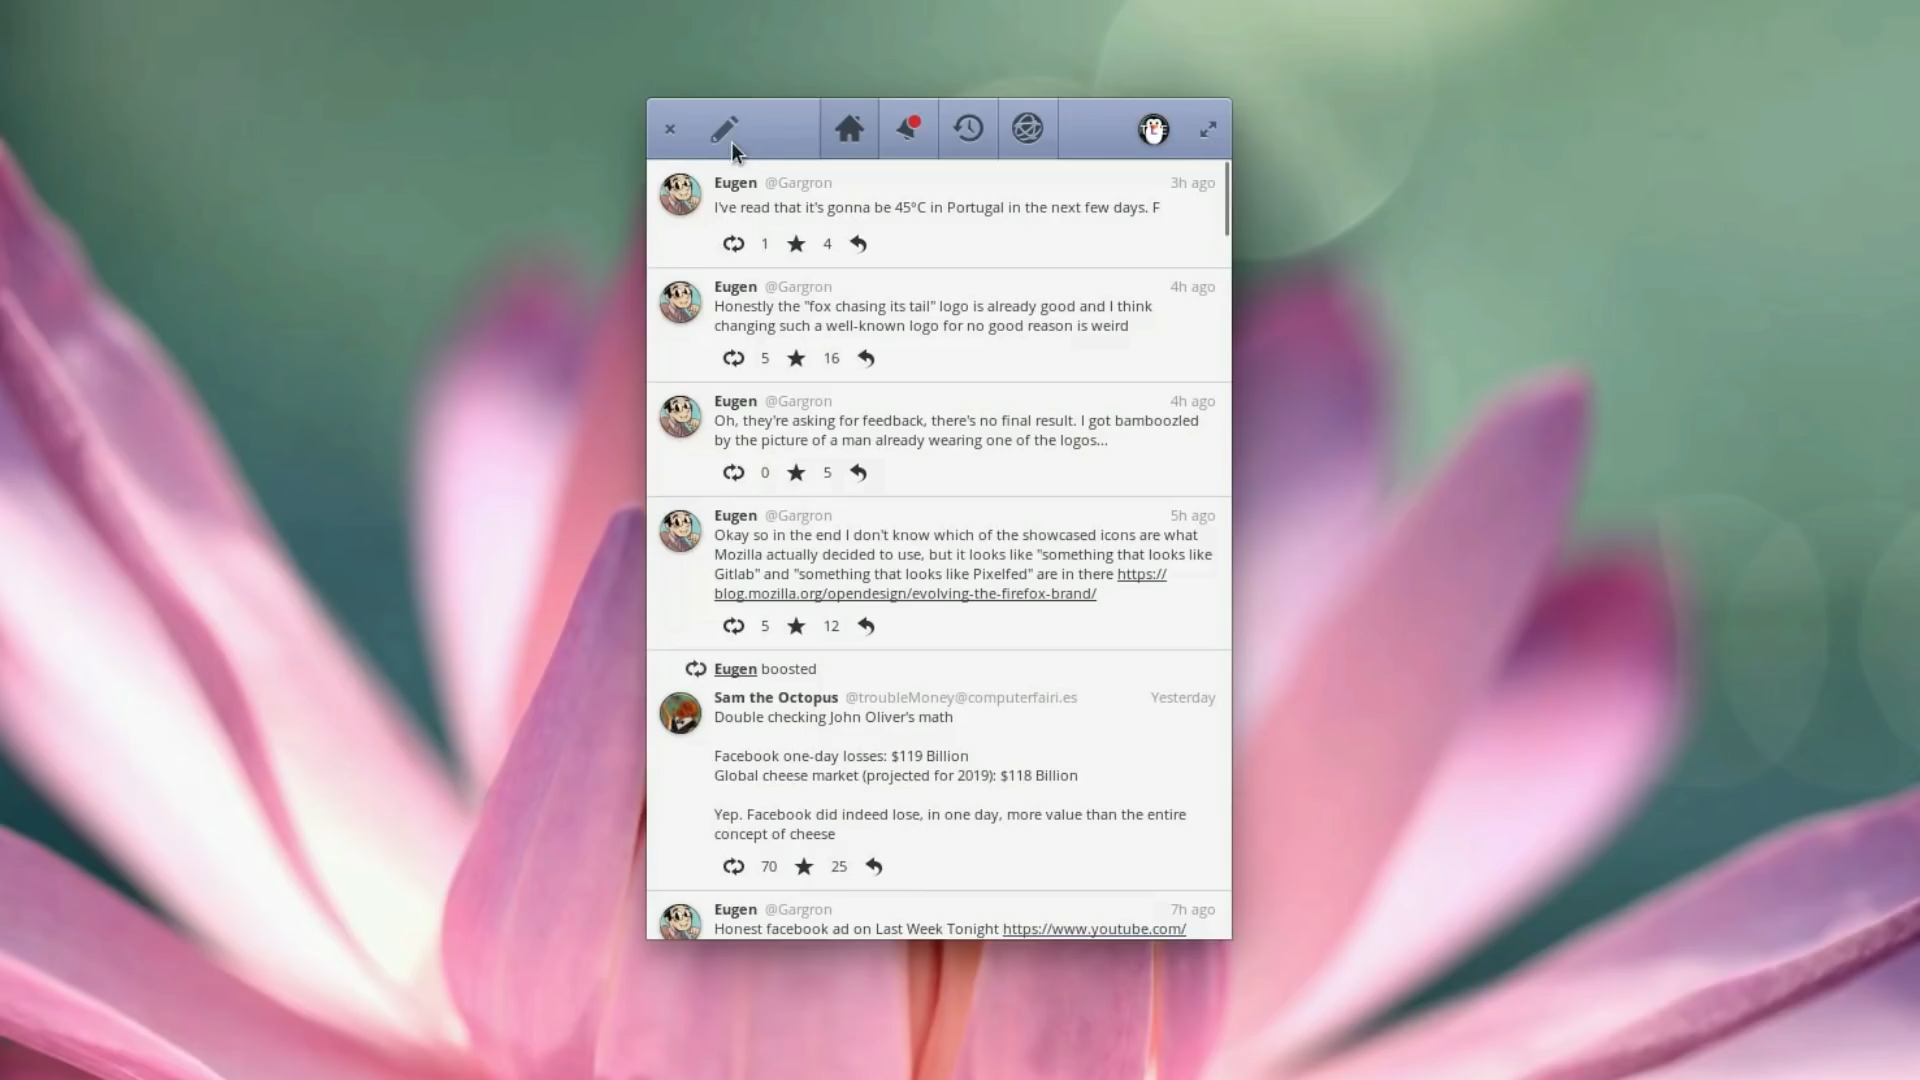 Eugen @Gargron 3h ago
I've read that it's gonna be 45°C in Portugal in the next few days. F
1 4
Eugen @Gargron 4h ago
Honestly the "fox chasing its tail" logo is already good and I think
changing such a well-known logo for no good reason is weird
5 16
Eugen @Gargron 4h ago
Oh, they're asking for feedback, there's no final result. I got bamboozled
by the picture of a man already wearing one of the logos...
0 5
Eugen @Gargron 5h ago
Okay so in the end I don't know which of the showcased icons are what
Mozilla actually decided to use, but it looks like "something that looks like
Gitlab" and "something that looks like Pixelfed" are in there https://
blog.mozilla.org/opendesign/evolving-the-firefox-brand/
5 12
Eugen boosted
Sam the Octopus @troubleMoney@computerfairi.es Yesterday
Double checking John Oliver's math
Facebook one-day losses: $119 Billion
Global cheese market (projected for 2019): $118 Billion
Yep. Facebook did indeed lose, in one day, more value than the entire
concept of cheese
70 25
Eugen @Gargron 7h ago
Honest facebook ad on Last Week Tonight https://www.youtube.com/